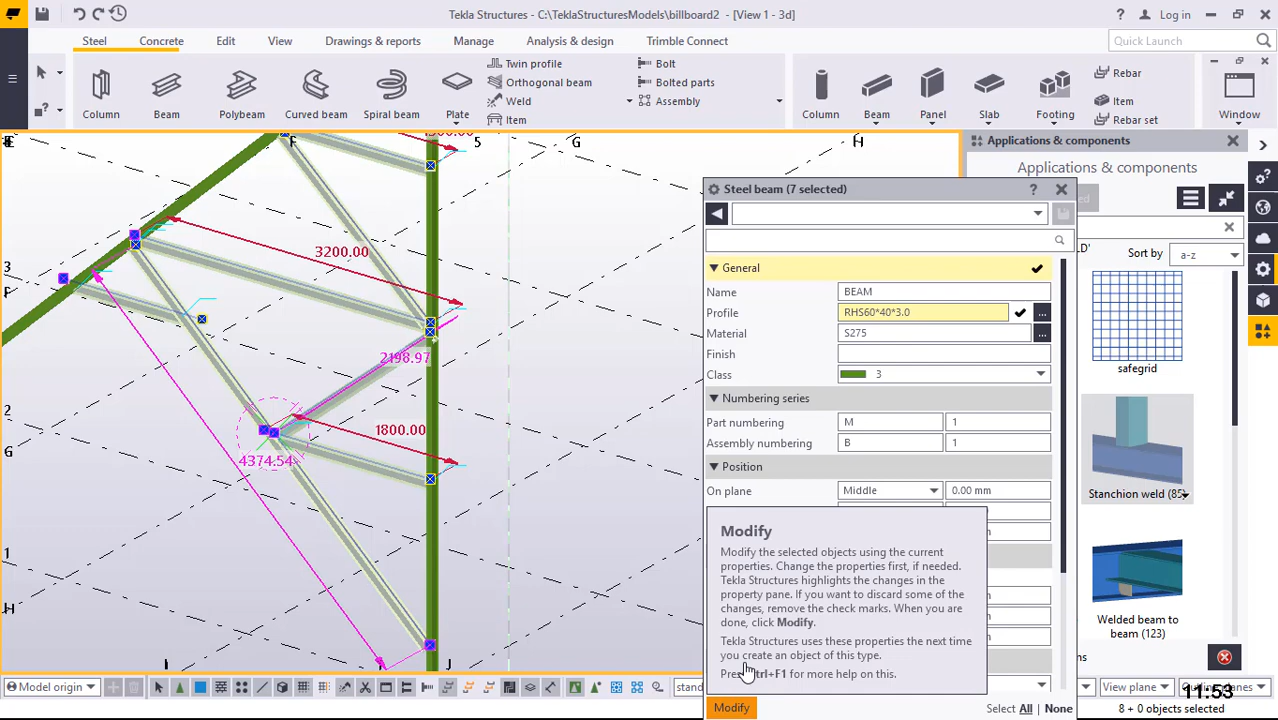 Tekla Structures - C:\TeklaStructuresModels\billboard2 - [View 1 - 3d]
? Log in
Steel Concrete Edit View Drawings & reports Manage Analysis & design Trimble Connect
Quick Launch
Column Beam Polybeam Curved beam Spiral beam Plate
Twin profile
Orthogonal beam
Weld
Item
Bolt
Bolted parts
Assembly
Column Beam Panel Slab Footing
Rebar
Item
Rebar set
Window
F 5 G H
3
F
2
G
1
H
I J
3200.00
2198.97
1800.00
4374.54
Steel beam (7 selected)
?
General
Name BEAM
Profile RHS60*40*3.0 ...
Material S275 ...
Finish
Class 3
Numbering series
Part numbering M 1
Assembly numbering B 1
Position
On plane Middle 0.00 mm
Modify
Modify the selected objects using the current
properties. Change the properties first, if needed.
Tekla Structures highlights the changes in the
property pane. If you want to discard some of the
changes, remove the check marks. When you are
done, click Modify.
Tekla Structures uses these properties the next time
you create an object of this type.
Press Ctrl+F1 for more help on this.
Modify
Select All | None
Applications & components
Applications & components
Sort by a-z
safegrid
Stanchion weld (85)
Welded beam to
beam (123)
Model origin
View plane
Outline planes
11:53
8 + 0 objects selected